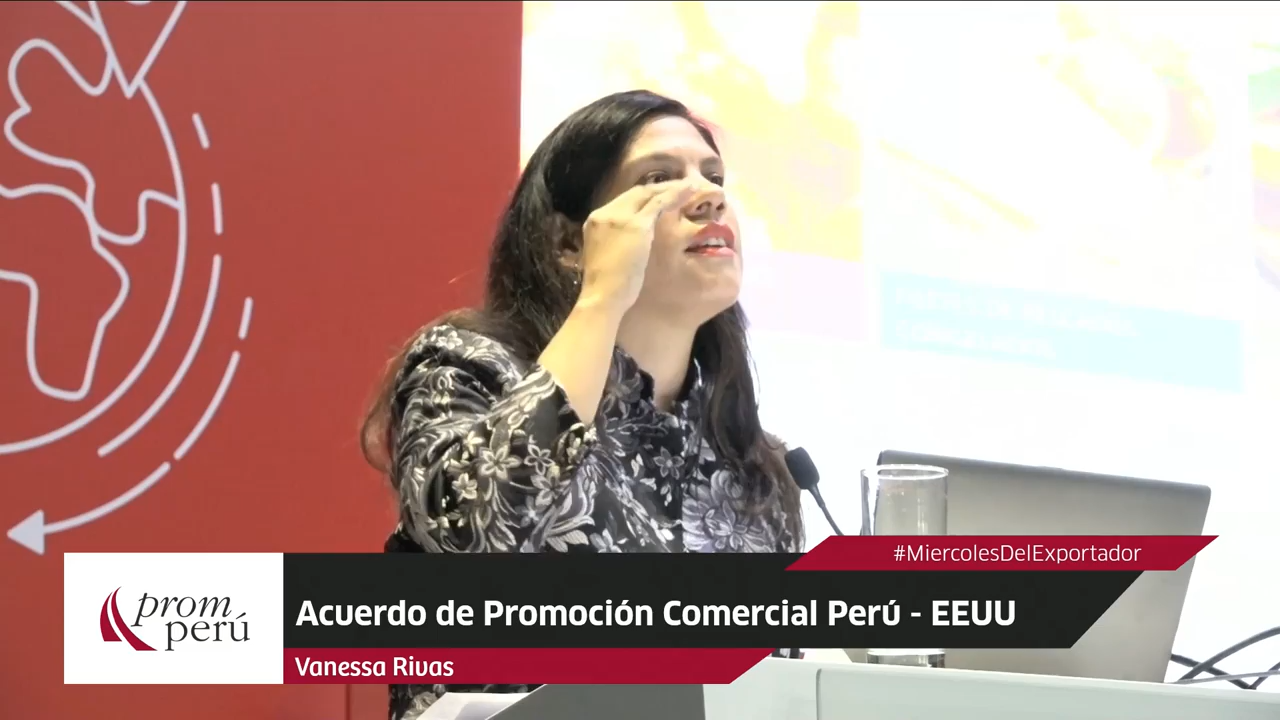 #MiercolesDelExportador
prom
perú
Acuerdo de Promoción Comercial Perú - EEUU
Vanessa Rivas